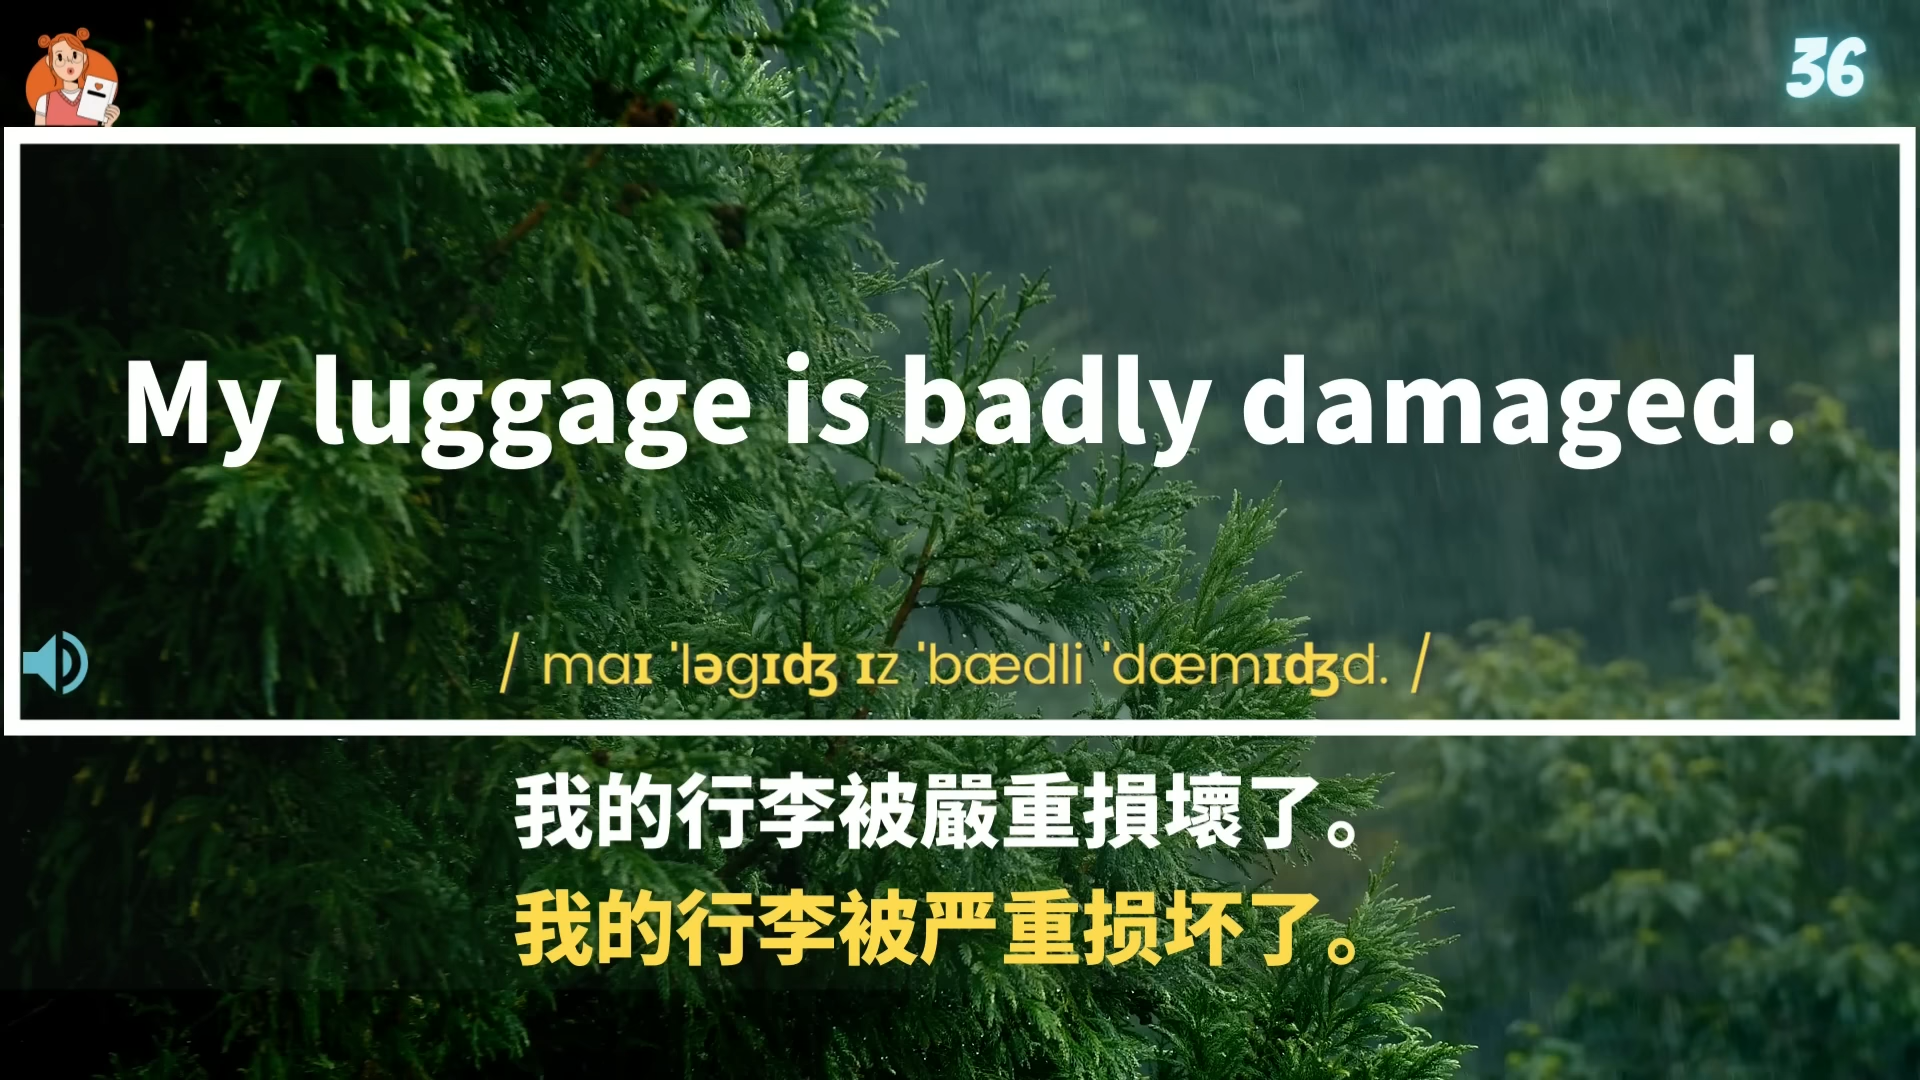 36
My luggage is badly damaged.
/ maɪ ˈləgɪʤ ɪz ˈbædli ˈdæmɪʤd. /
我的行李被嚴重損壞了。
我的行李被严重损坏了。